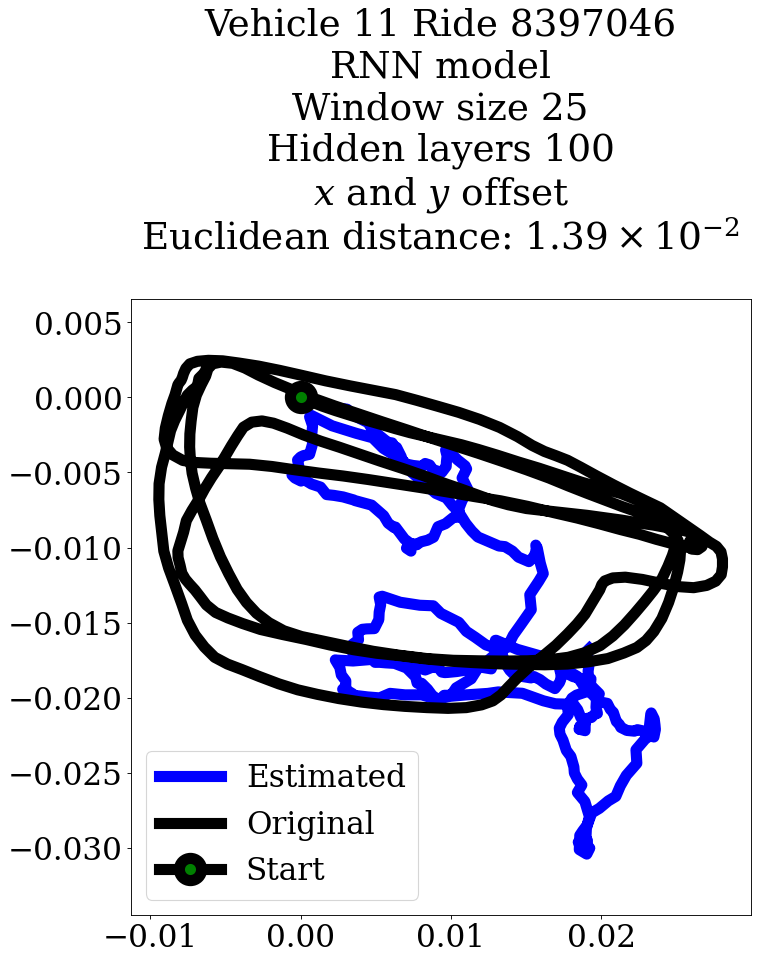 Vehicle 11 Ride 8397046
RNN model
Window size 25
Hidden layers 100
x and y offset
Euclidean distance: 1.39 × 10⁻²
0.005
0.000
−0.005
−0.010
−0.015
−0.020
−0.025
−0.030
Estimated
Original
Start
−0.01 0.00 0.01 0.02